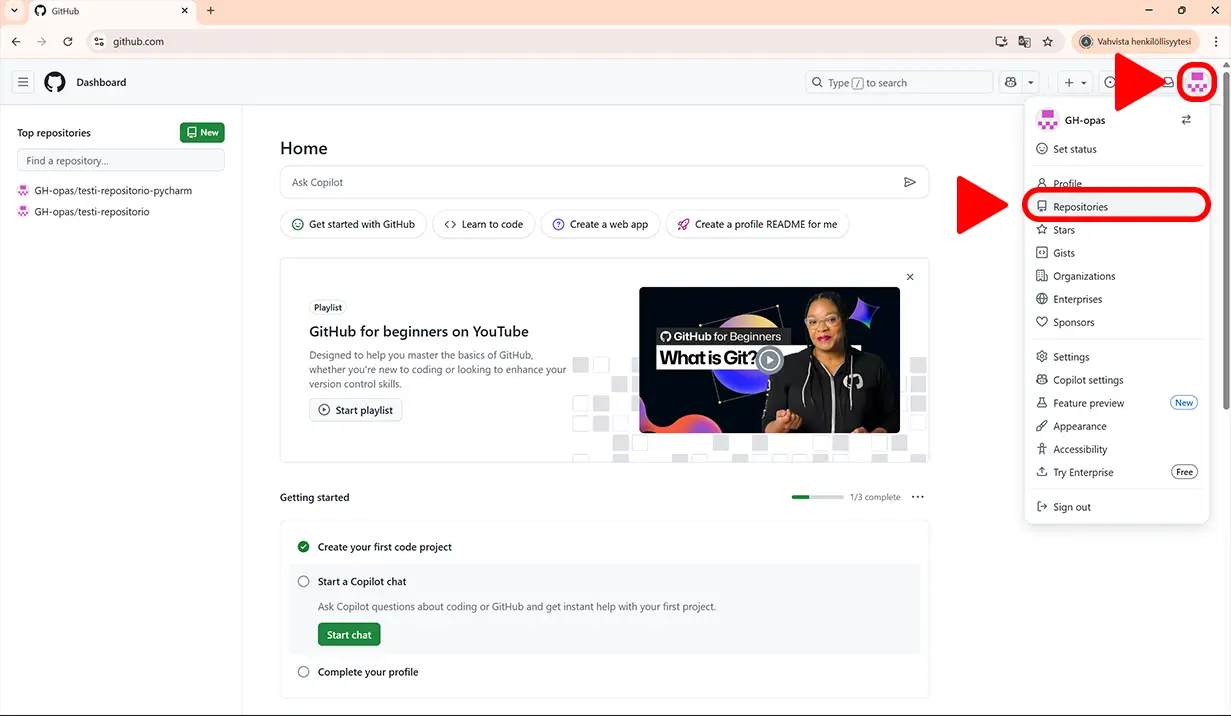 GitHub
github.com
Vahvista henkilöllisyytesi
Dashboard
Type / to search
Top repositories
New
Find a repository...
GH-opas/testi-repositorio-pycharm
GH-opas/testi-repositorio
Home
Ask Copilot
Get started with GitHub
Learn to code
Create a web app
Create a profile README for me
Playlist
GitHub for beginners on YouTube
Designed to help you master the basics of GitHub,
whether you're new to coding or looking to enhance your
version control skills.
Start playlist
GitHub for Beginners
What is Git?
Getting started
1/3 complete
Create your first code project
Start a Copilot chat
Ask Copilot questions about coding or GitHub and get instant help with your first project.
Start chat
Complete your profile
GH-opas
Set status
Profile
Repositories
Stars
Gists
Organizations
Enterprises
Sponsors
Settings
Copilot settings
Feature preview
New
Appearance
Accessibility
Try Enterprise
Free
Sign out